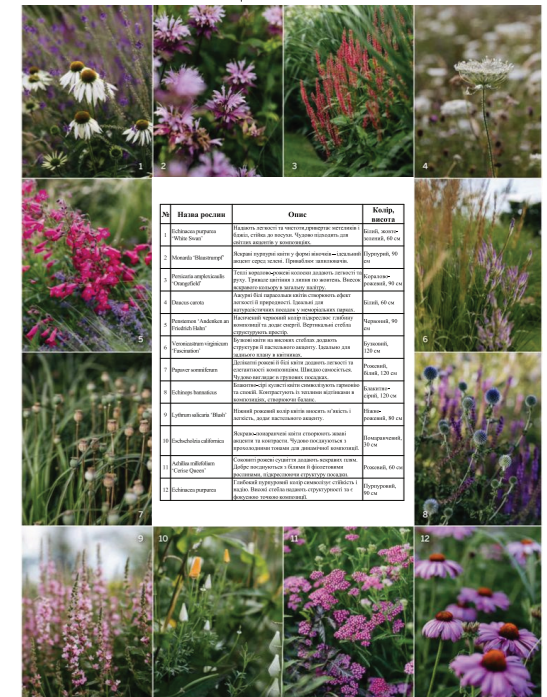 1
2
3
4
5
6
7
8
9
10
11
12
№ Назва рослин Опис Колір, висота
1 Echinacea purpurea 'White Swan'
Надають легкості та чистоти,привертає метеликів і
бджіл, стійка до посухи. Чудово підходить для
світлих акцентів у композиціях.
Білий, жовто-зелений, 60 см
2 Monarda 'Blaustrumpf'
Яскраві пурпурні квіти у формі віночків—ідеальний
акцент серед зелені. Приваблює запилювачів.
Пурпурний, 90 см
3 Persicaria amplexicaulis 'Orangofield'
Теплі коралово-рожеві колоски додають легкості та
руху. Тривале цвітіння з липня по жовтень. Вносять
яскравого кольору в загальну палітру.
Коралово-рожевий, 90 см
4 Daucus carota
Ажурні білі парасольки квітів створюють ефект
легкості й природності. Ідеальні для
натуралістичних посадок у меморіальних парках.
Білий, 60 см
5 Penstemon 'Andenken an Friedrich Hahn'
Насичений червоний колір підкреслює глибину
композиції та додає енергії. Вертикальні стебла
структурують простір.
Червоний, 90 см
6 Veronicastrum virginicum 'Fascination'
Бузкові квіти на високих стеблах додають
структури й пастельного акценту. Ідеально для
заднього плану в квітниках.
Бузковий, 120 см
7 Papaver somniferum
Делікатні рожеві й білі квіти додають легкості та
елегантності композиціям. Швидко самосіється.
Чудово виглядає в групових посадках.
Рожевий, білий, 120 см
8 Echinops bannaticus
Блакитно-сірі кулясті квіти символізують гармонію
та спокій. Контрастують із теплими відтінками в
композиціях, створюючи баланс.
Блакитно-сірий, 120 см
9 Lythrum salicaria 'Blush'
Ніжний рожевий колір квітів вносить м'якість і
легкість, додає пастельного акценту.
Ніжно-рожевий, 80 см
10 Eschscholzia californica
Яскраво-помаранчеві квіти створюють живі
акценти та контрасти. Чудово поєднуються з
прохолодними тонами для динамічної композиції.
Помаранчевий, 30 см
11 Achillea millefolium 'Cerise Queen'
Соковиті рожеві суцвіття додають яскравих плям.
Добре поєднуються з білими й фіолетовими
рослинами, підкреслюючи структуру посадки.
Рожевий, 60 см
12 Echinacea purpurea
Глибокий пурпуровий колір символізує стійкість і
надію. Високі стебла надають структурності та є
фокусною точкою композиції.
Пурпуровий, 90 см